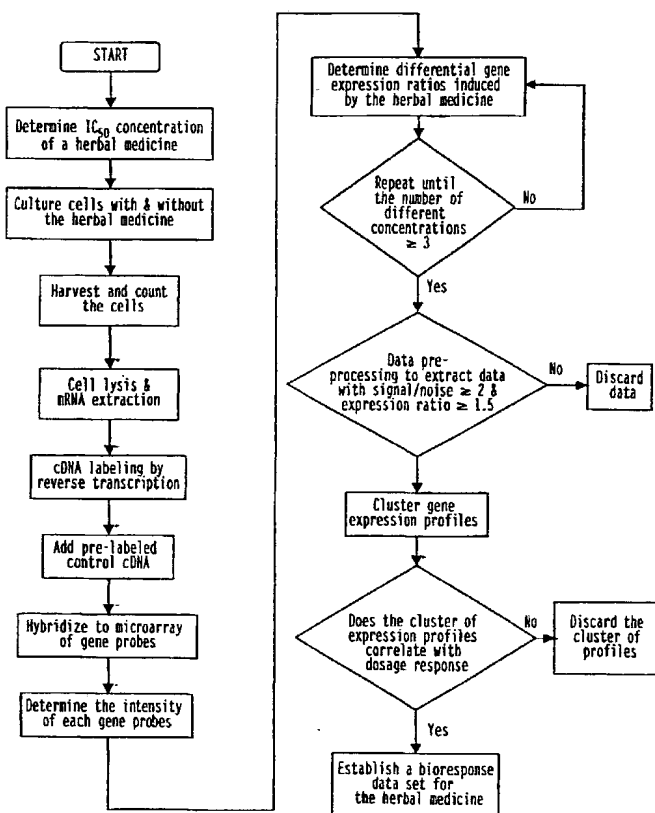 START
Determine IC50 concentration
of a herbal medicine
Culture cells with & without
the herbal medicine
Harvest and count
the cells
Cell lysis &
mRNA extraction
cDNA labeling by
reverse transcription
Add pre-labeled
control cDNA
Hybridize to microarray
of gene probes
Determine the intensity
of each gene probes
Determine differential gene
expression ratios induced
by the herbal medicine
Repeat until
the number of
different
concentrations
≥ 3
No
Yes
Data pre-
processing to extract data
with signal/noise ≥ 2 &
expression ratio ≥ 1.5
No
Discard
data
Cluster gene
expression profiles
Does the cluster of
expression profiles
correlate with
dosage response
No
Discard the
cluster of
profiles
Yes
Establish a bioresponse
data set for
the herbal medicine